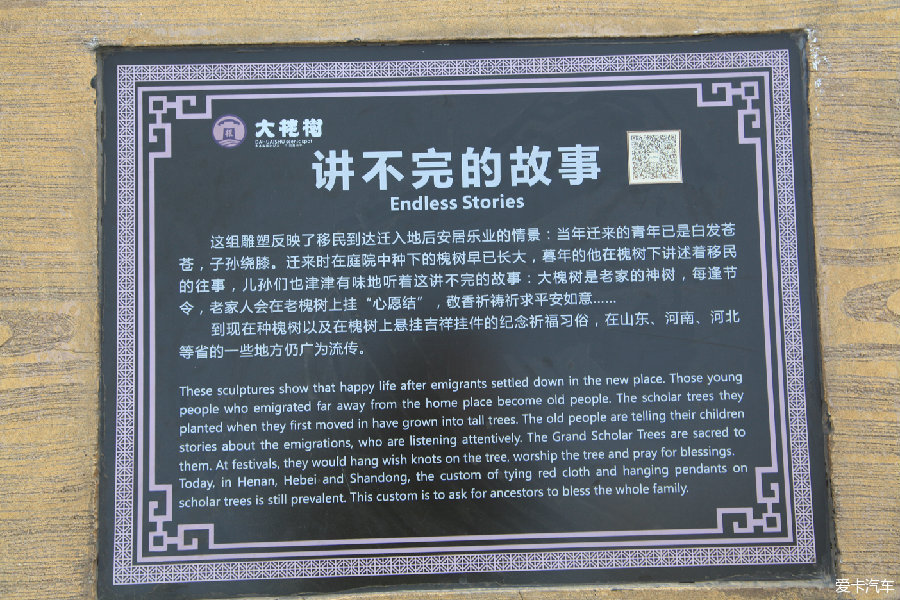 大槐树
讲不完的故事
Endless Stories
这组雕塑反映了移民到达迁入地后安居乐业的情景：当年迁来的青年已是白发苍
苍，子孙绕膝。迁来时在庭院中种下的槐树早已长大，暮年的他在槐树下讲述着移民
的往事，儿孙们也津津有味地听着这讲不完的故事：大槐树是老家的神树，每逢节
令，老家人会在老槐树上挂“心愿结”，敬香祈祷祈求平安如意……
到现在种槐树以及在槐树上悬挂吉祥挂件的纪念祈福习俗，在山东、河南、河北
等省的一些地方仍广为流传。
These sculptures show that happy life after emigrants settled down in the new place. Those young
people who emigrated far away from the home place become old people. The scholar trees they
planted when they first moved in have grown into tall trees. The old people are telling their children
stories about the emigrations, who are listening attentively. The Grand Scholar Trees are sacred to
them. At festivals, they would hang wish knots on the tree, worship the tree and pray for blessings.
Today, in Henan, Hebei and Shandong, the custom of tying red cloth and hanging pendants on
scholar trees is still prevalent. This custom is to ask for ancestors to bless the whole family.
爱卡汽车